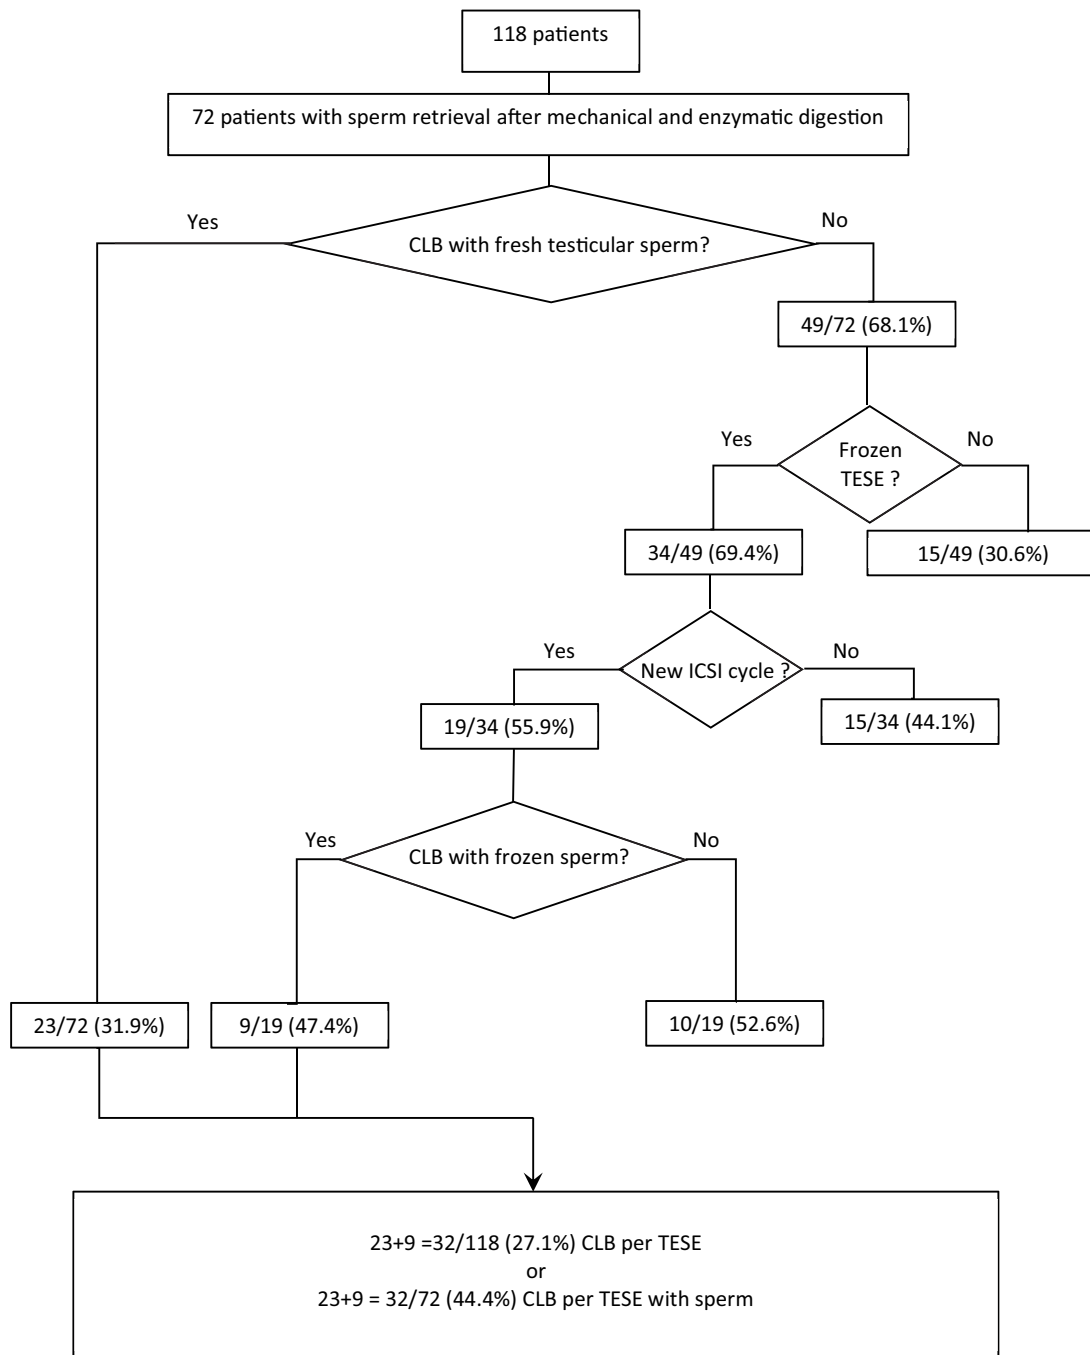 118 patients
72 patients with sperm retrieval after mechanical and enzymatic digestion
Yes
No
CLB with fresh testicular sperm?
49/72 (68.1%)
Yes
No
Frozen
TESE ?
34/49 (69.4%)
15/49 (30.6%)
Yes
No
New ICSI cycle ?
19/34 (55.9%)
15/34 (44.1%)
Yes
No
CLB with frozen sperm?
23/72 (31.9%)
9/19 (47.4%)
10/19 (52.6%)
23+9 =32/118 (27.1%) CLB per TESE
or
23+9 = 32/72 (44.4%) CLB per TESE with sperm